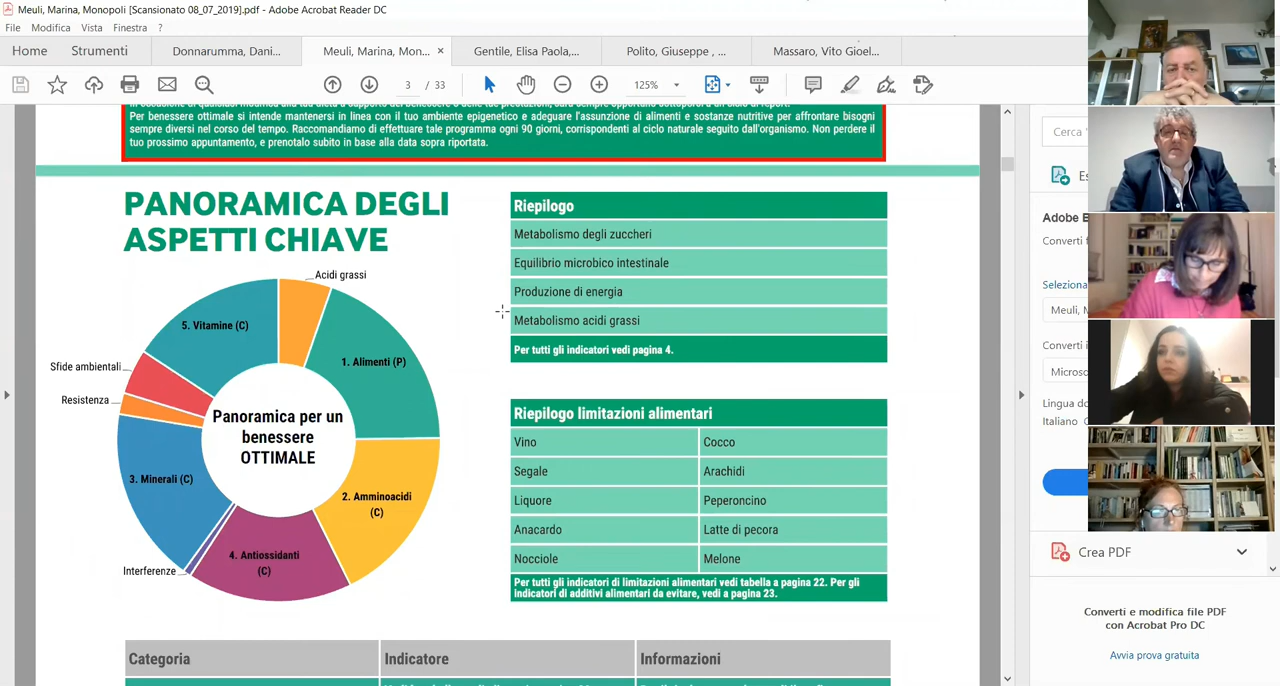 Meuli, Marina, Monopoli [Scansionato 08_07_2019].pdf - Adobe Acrobat Reader DC
File Modifica Vista Finestra ?
Home Strumenti Donnarumma, Dani... Meuli, Marina, Mon... × Gentile, Elisa Paola,... Polito, Giuseppe , ... Massaro, Vito Gioel...
3 / 33 125%
Per benessere ottimale si intende mantenersi in linea con il tuo ambiente epigenetico e adeguare l'assunzione di alimenti e sostanze nutritive per affrontare bisogni
sempre diversi nel corso del tempo. Raccomandiamo di effettuare tale programma ogni 90 giorni, corrispondenti al ciclo naturale seguito dall'organismo. Non perdere il
tuo prossimo appuntamento, e prenotalo subito in base alla data sopra riportata.
PANORAMICA DEGLI
ASPETTI CHIAVE
Acidi grassi
5. Vitamine (C)
1. Alimenti (P)
Sfide ambientali
Resistenza
Panoramica per un
benessere
OTTIMALE
3. Minerali (C)
2. Amminoacidi
(C)
4. Antiossidanti
(C)
Interferenze
Riepilogo
Metabolismo degli zuccheri
Equilibrio microbico intestinale
Produzione di energia
Metabolismo acidi grassi
Per tutti gli indicatori vedi pagina 4.
Riepilogo limitazioni alimentari
Vino Cocco
Segale Arachidi
Liquore Peperoncino
Anacardo Latte di pecora
Nocciole Melone
Per tutti gli indicatori di limitazioni alimentari vedi tabella a pagina 22. Per gli
indicatori di additivi alimentari da evitare, vedi a pagina 23.
Categoria Indicatore Informazioni
Cerca
Es
Adobe E
Converti f
Seleziona
Meuli, M
Converti i
Microso
Lingua do
Italiano
Crea PDF
Converti e modifica file PDF
con Acrobat Pro DC
Avvia prova gratuita